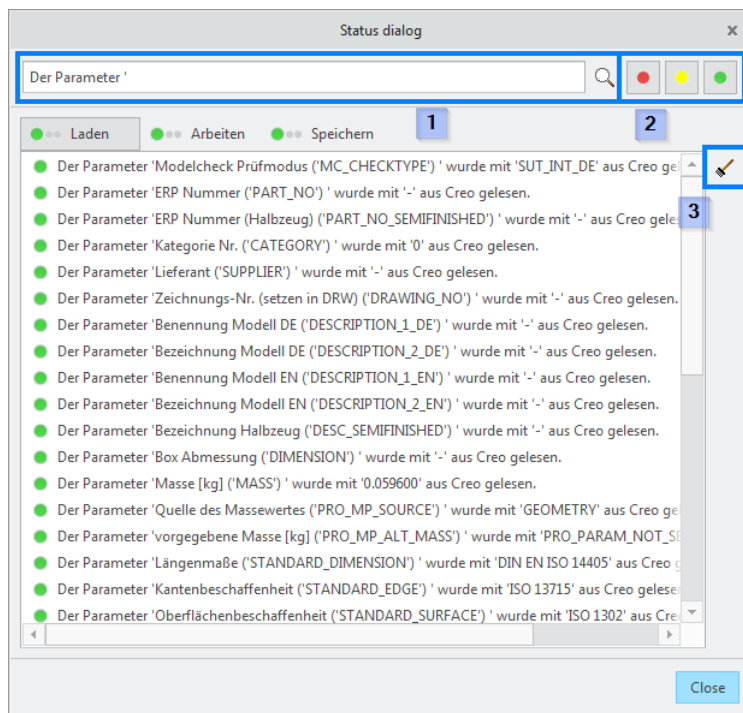 Status dialog
Der Parameter '
1
2
Laden
Arbeiten
Speichern
3
Der Parameter 'Modelcheck Prüfmodus ('MC_CHECKTYPE') ' wurde mit 'SUT_INT_DE' aus Creo ge
Der Parameter 'ERP Nummer ('PART_NO') ' wurde mit '-' aus Creo gelesen.
Der Parameter 'ERP Nummer (Halbzeug) ('PART_NO_SEMIFINISHED') ' wurde mit '-' aus Creo geles
Der Parameter 'Kategorie Nr. ('CATEGORY') ' wurde mit '0' aus Creo gelesen.
Der Parameter 'Lieferant ('SUPPLIER') ' wurde mit '-' aus Creo gelesen.
Der Parameter 'Zeichnungs-Nr. (setzen in DRW) ('DRAWING_NO') ' wurde mit '-' aus Creo gelesen.
Der Parameter 'Benennung Modell DE ('DESCRIPTION_1_DE') ' wurde mit '-' aus Creo gelesen.
Der Parameter 'Bezeichnung Modell DE ('DESCRIPTION_2_DE') ' wurde mit '-' aus Creo gelesen.
Der Parameter 'Benennung Modell EN ('DESCRIPTION_1_EN') ' wurde mit '-' aus Creo gelesen.
Der Parameter 'Bezeichnung Modell EN ('DESCRIPTION_2_EN') ' wurde mit '-' aus Creo gelesen.
Der Parameter 'Bezeichnung Halbzeug ('DESC_SEMIFINISHED') ' wurde mit '-' aus Creo gelesen.
Der Parameter 'Box Abmessung ('DIMENSION') ' wurde mit '-' aus Creo gelesen.
Der Parameter 'Masse [kg] ('MASS') ' wurde mit '0.059600' aus Creo gelesen.
Der Parameter 'Quelle des Massewertes ('PRO_MP_SOURCE') ' wurde mit 'GEOMETRY' aus Creo ge
Der Parameter 'vorgegebene Masse [kg] ('PRO_MP_ALT_MASS') ' wurde mit 'PRO_PARAM_NOT_SE
Der Parameter 'Längenmaße ('STANDARD_DIMENSION') ' wurde mit 'DIN EN ISO 14405' aus Creo g
Der Parameter 'Kantenbeschaffenheit ('STANDARD_EDGE') ' wurde mit 'ISO 13715' aus Creo gelese
Der Parameter 'Oberflächenbeschaffenheit ('STANDARD_SURFACE') ' wurde mit 'ISO 1302' aus Cre
Close